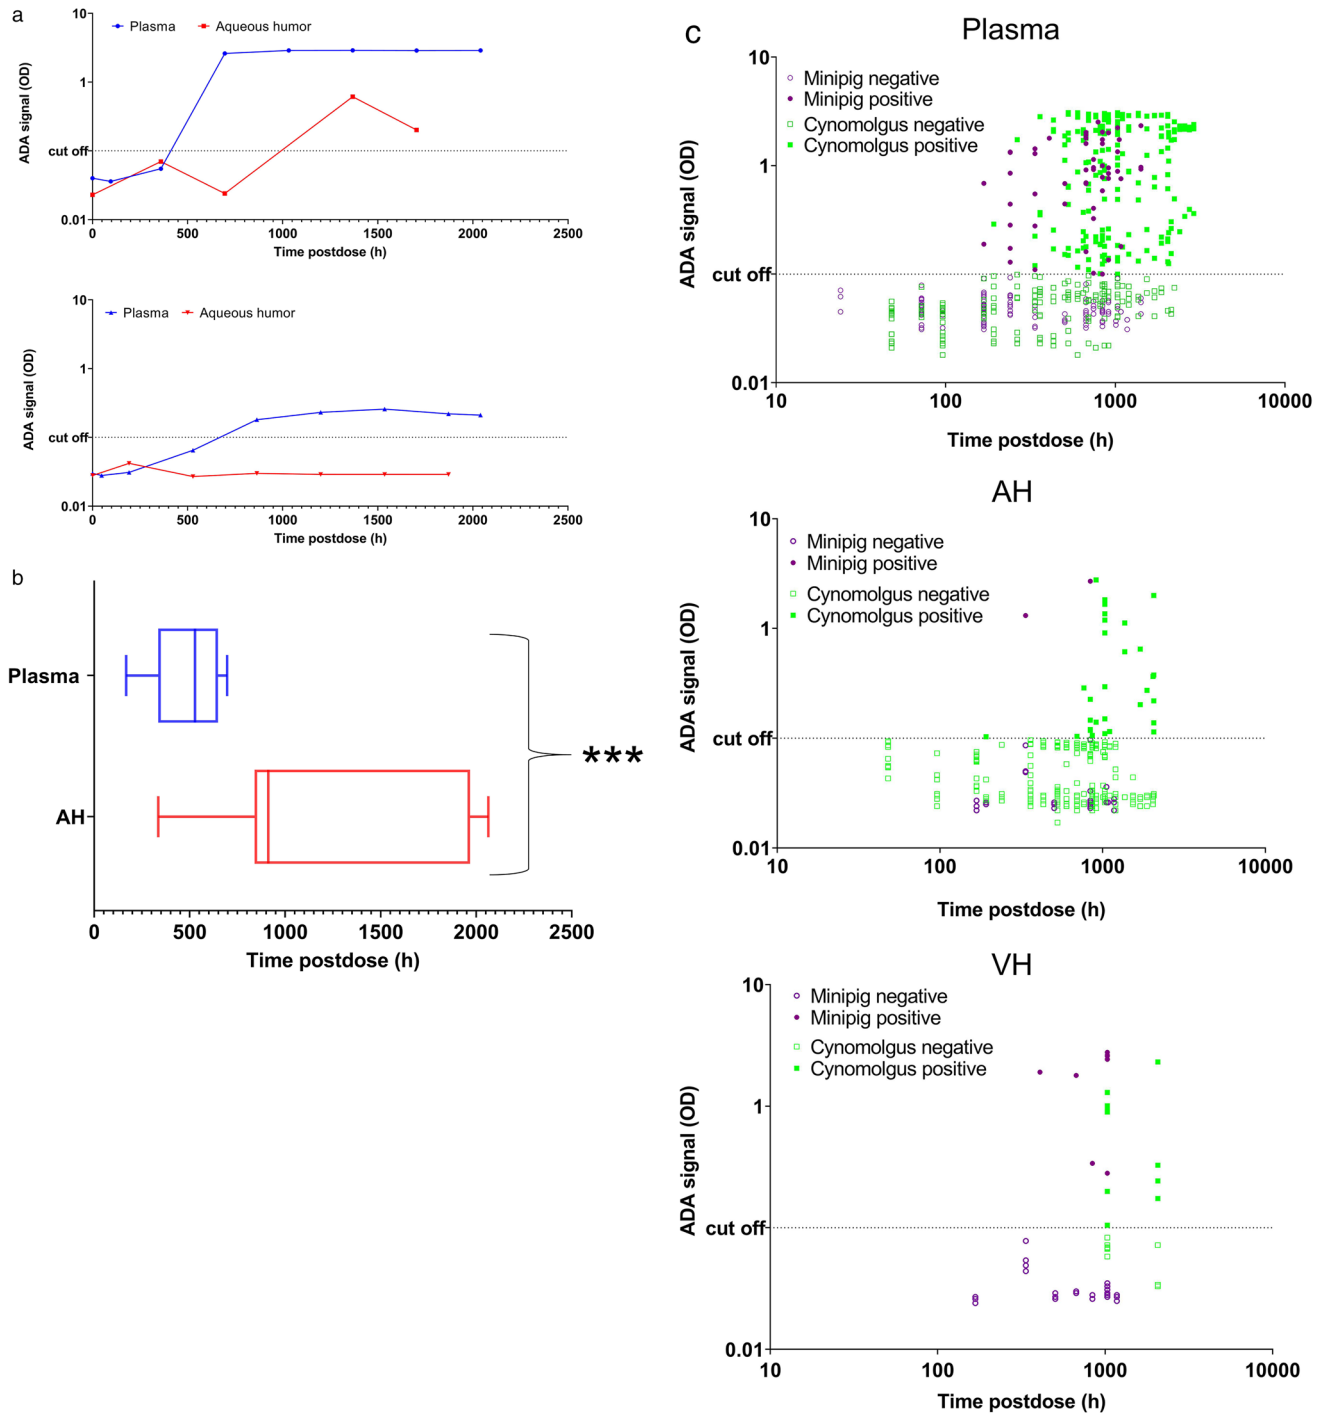 a
Plasma Aqueous humor
10
1
cut off
0.01
ADA signal (OD)
0 500 1000 1500 2000 2500
Time postdose (h)
Plasma Aqueous humor
10
1
cut off
0.01
ADA signal (OD)
0 500 1000 1500 2000 2500
Time postdose (h)
b
Plasma
AH
***
0 500 1000 1500 2000 2500
Time postdose (h)
c
Plasma
Minipig negative
Minipig positive
Cynomolgus negative
Cynomolgus positive
10
1
cut off
0.01
ADA signal (OD)
10 100 1000 10000
Time postdose (h)
AH
Minipig negative
Minipig positive
Cynomolgus negative
Cynomolgus positive
10
1
cut off
0.01
ADA signal (OD)
10 100 1000 10000
Time postdose (h)
VH
Minipig negative
Minipig positive
Cynomolgus negative
Cynomolgus positive
10
1
cut off
0.01
ADA signal (OD)
10 100 1000 10000
Time postdose (h)